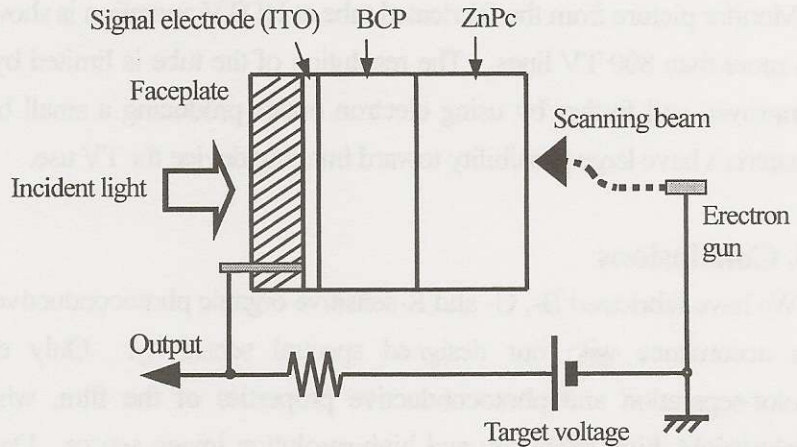 Signal electrode (ITO) BCP ZnPc
Faceplate
Scanning beam
Incident light
Erectron
gun
Output
Target voltage